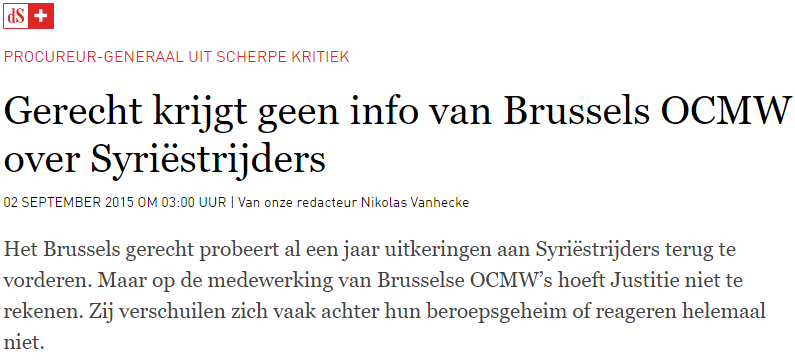 dS+
PROCUREUR-GENERAAL UIT SCHERPE KRITIEK
Gerecht krijgt geen info van Brussels OCMW
over Syriëstrijders
02 SEPTEMBER 2015 OM 03:00 UUR | Van onze redacteur Nikolas Vanhecke
Het Brussels gerecht probeert al een jaar uitkeringen aan Syriëstrijders terug te
vorderen. Maar op de medewerking van Brusselse OCMW’s hoeft Justitie niet te
rekenen. Zij verschuilen zich vaak achter hun beroepsgeheim of reageren helemaal
niet.